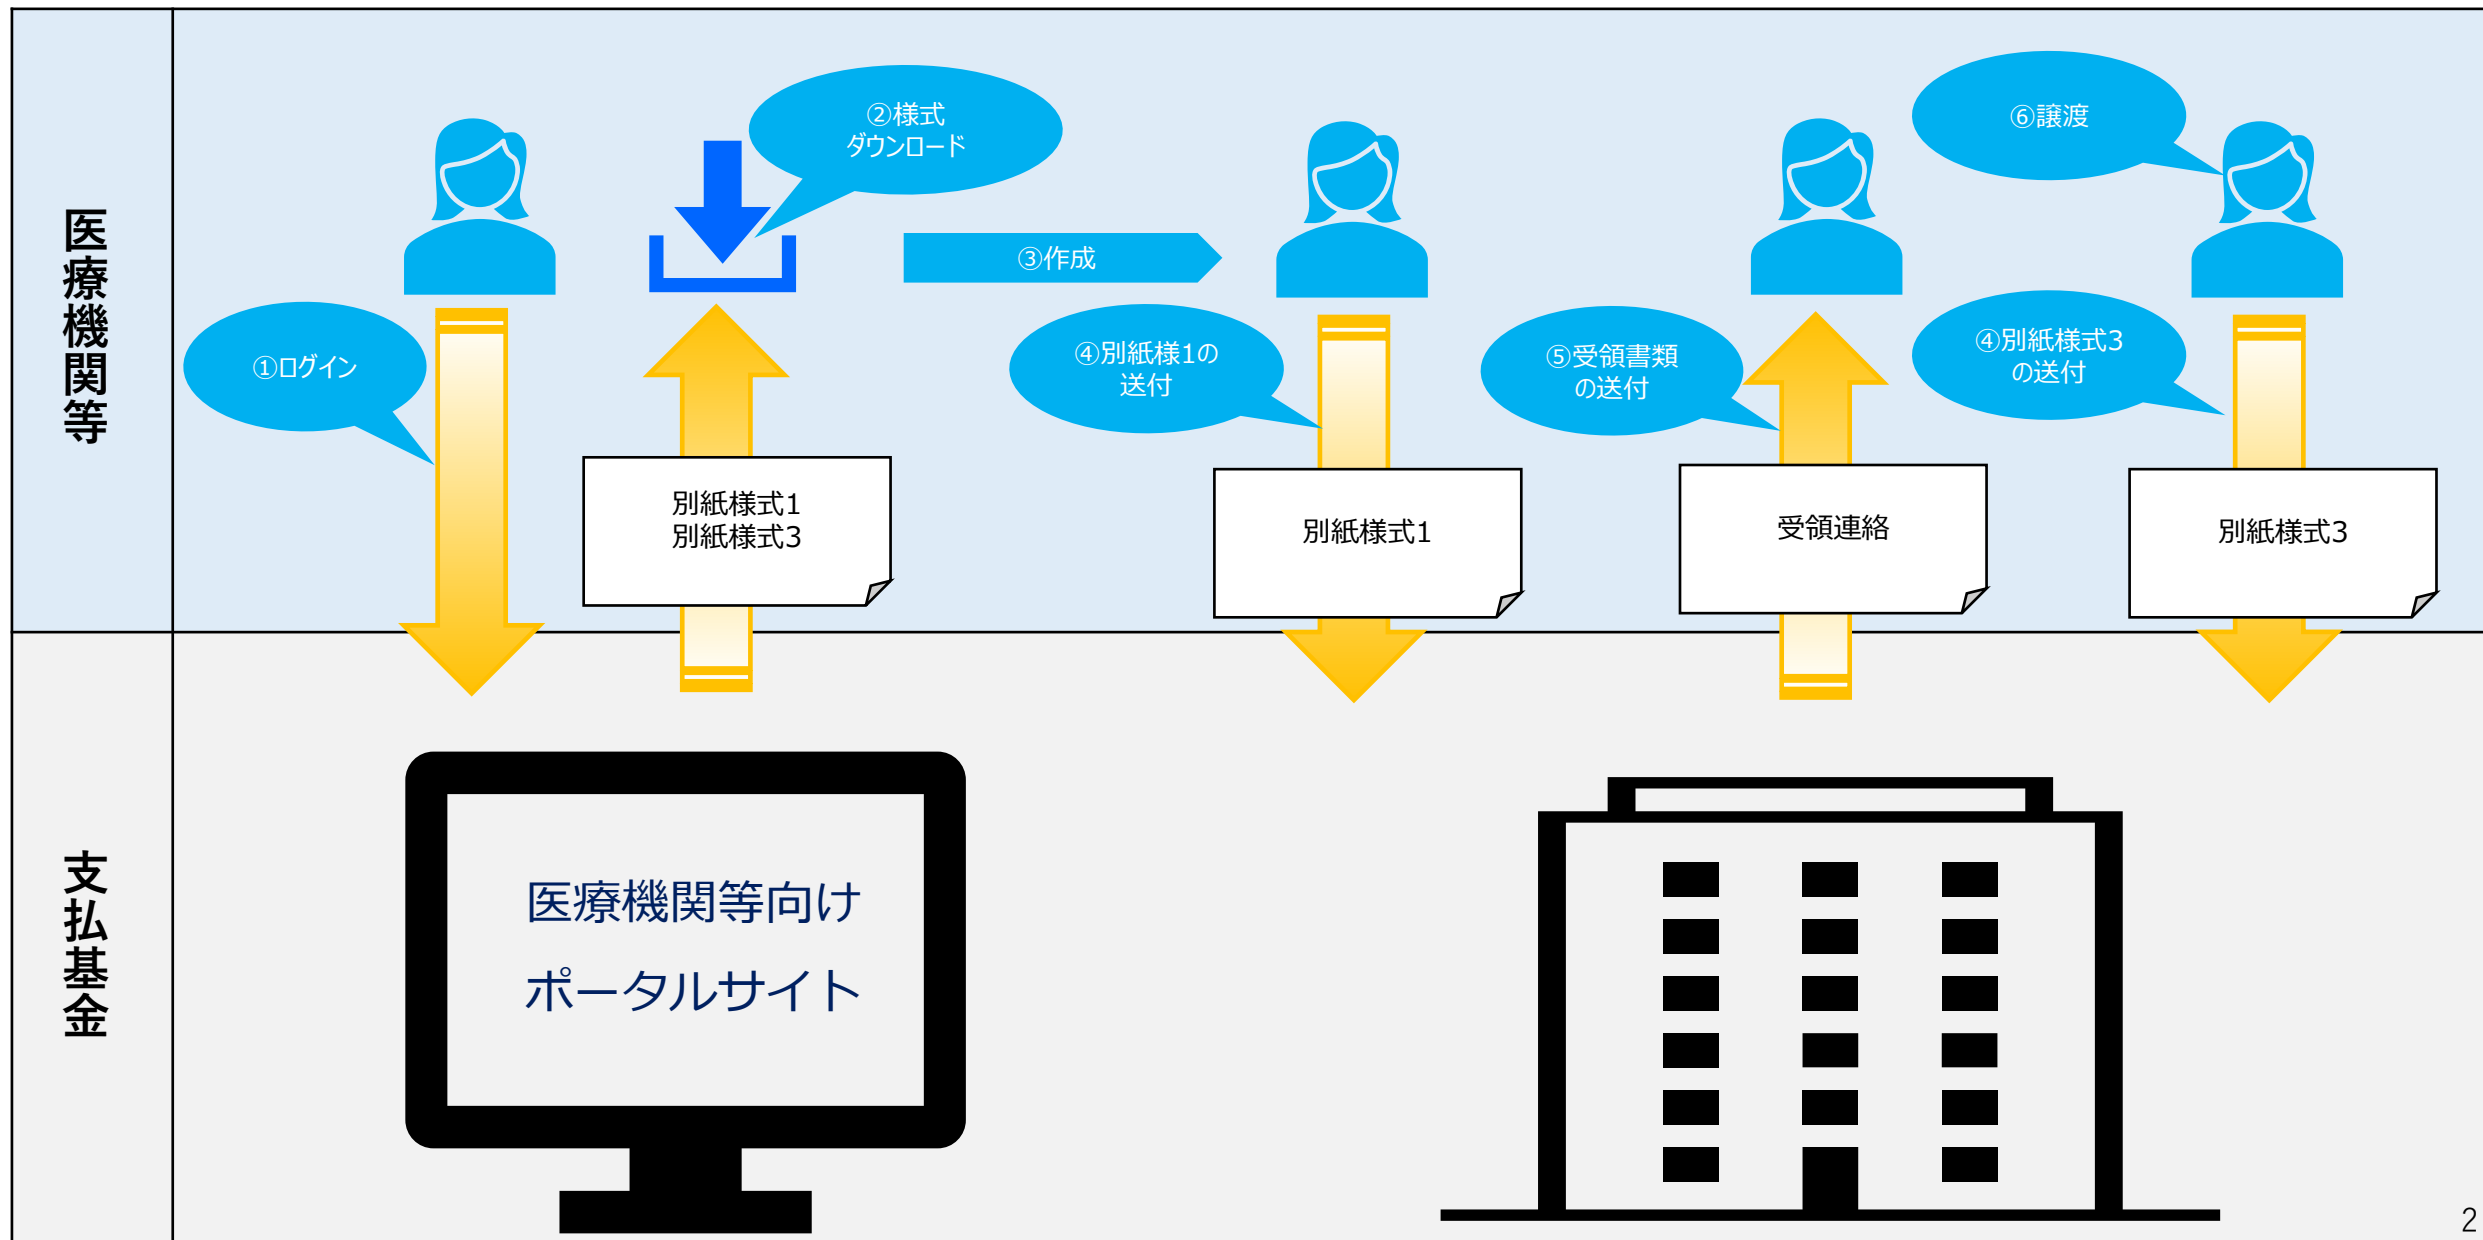 医療機関等
①ログイン
②様式
ダウンロード
別紙様式1
別紙様式3
③作成
④別紙様1の
送付
別紙様式1
⑤受領書類
の送付
受領連絡
⑥譲渡
④別紙様式3
の送付
別紙様式3
支払基金
医療機関等向け
ポータルサイト
2